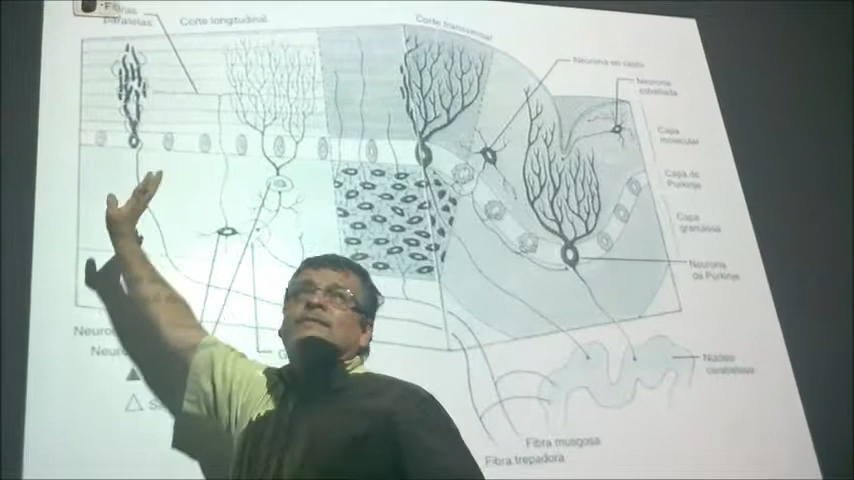 Fibras
paralelas
Corte longitudinal
Corte transversal
Neurona en cesto
Neurona
estrellada
Capa
molecular
Capa de
Purkinje
Capa
granulosa
Neurona
de Purkinje
Núcleo
cerebeloso
Fibra musgosa
Fibra trepadora